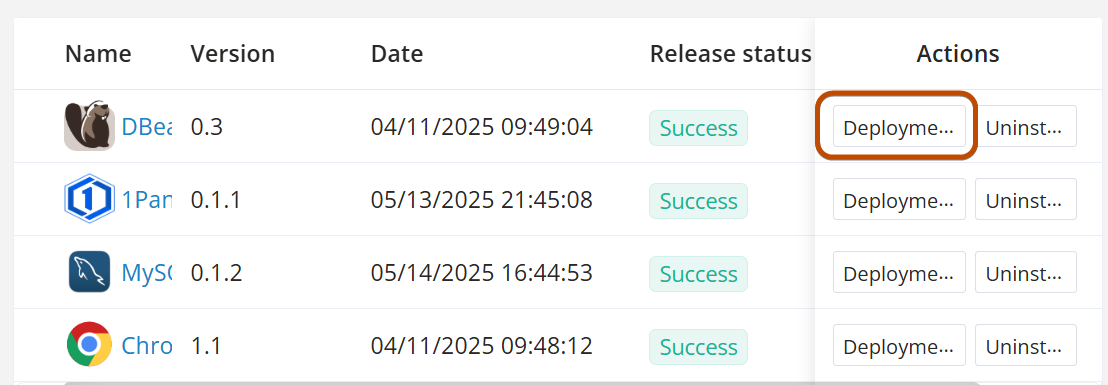 Name Version Date Release status Actions
DBea 0.3 04/11/2025 09:49:04 Success Deployme... Uninst...
1Pan 0.1.1 05/13/2025 21:45:08 Success Deployme... Uninst...
MySQ 0.1.2 05/14/2025 16:44:53 Success Deployme... Uninst...
Chro 1.1 04/11/2025 09:48:12 Success Deployme... Uninst...